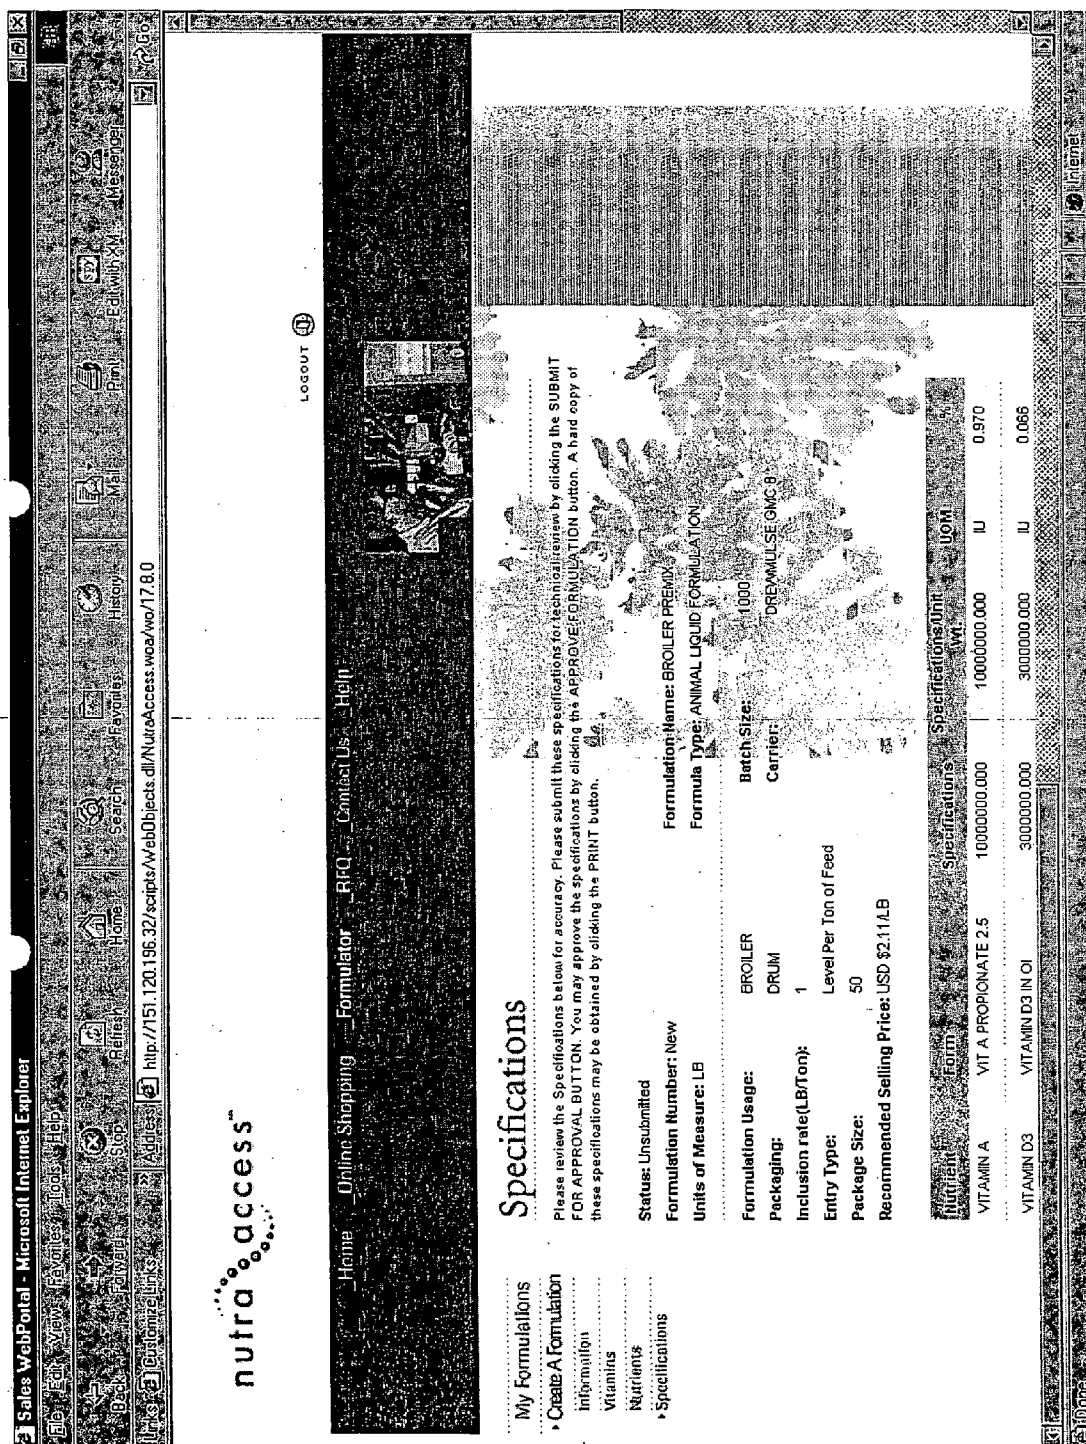 Sales WebPortal - Microsoft Internet Explorer
File Edit View Favorites Tools Help
Back Forward Stop Refresh Home Search Favorites History Mail Print Edit with XM... Messenger
Links Customize Links Address http://151.120.196.32/scripts/WebObjects.dll/NutraAccess.woa/wo/17.8.0 Go
nutra access℠
LOGOUT
Home Online Shopping Formulator RFQ Contact Us Help
My Formulations
Create A Formulation
Information
Vitamins
Nutrients
Specifications
Specifications
Please review the Specifications below for accuracy. Please submit these specifications for technical review by clicking the SUBMIT
FOR APPROVAL BUTTON. You may approve the specifications by clicking the APPROVE FORMULATION button. A hard copy of
these specifications may be obtained by clicking the PRINT button.
Status: Unsubmitted
Formulation Number: New Formulation Name: BROILER PREMIX
Units of Measure: LB Formula Type: ANIMAL LIQUID FORMULATION
Formulation Usage: BROILER Batch Size: 1000
Packaging: DRUM Carrier: DREWMULSE GMC 8
Inclusion rate(LB/Ton): 1
Entry Type: Level Per Ton of Feed
Package Size: 50
Recommended Selling Price: USD $2.11/LB
Nutrient Form Specifications Specifications/Unit Wt. UOM %
VITAMIN A VIT A PROPIONATE 2.5 10000000.000 10000000.000 IU 0.970
VITAMIN D3 VITAMIN D3 IN OI 3000000.000 3000000.000 IU 0.066
Done Internet